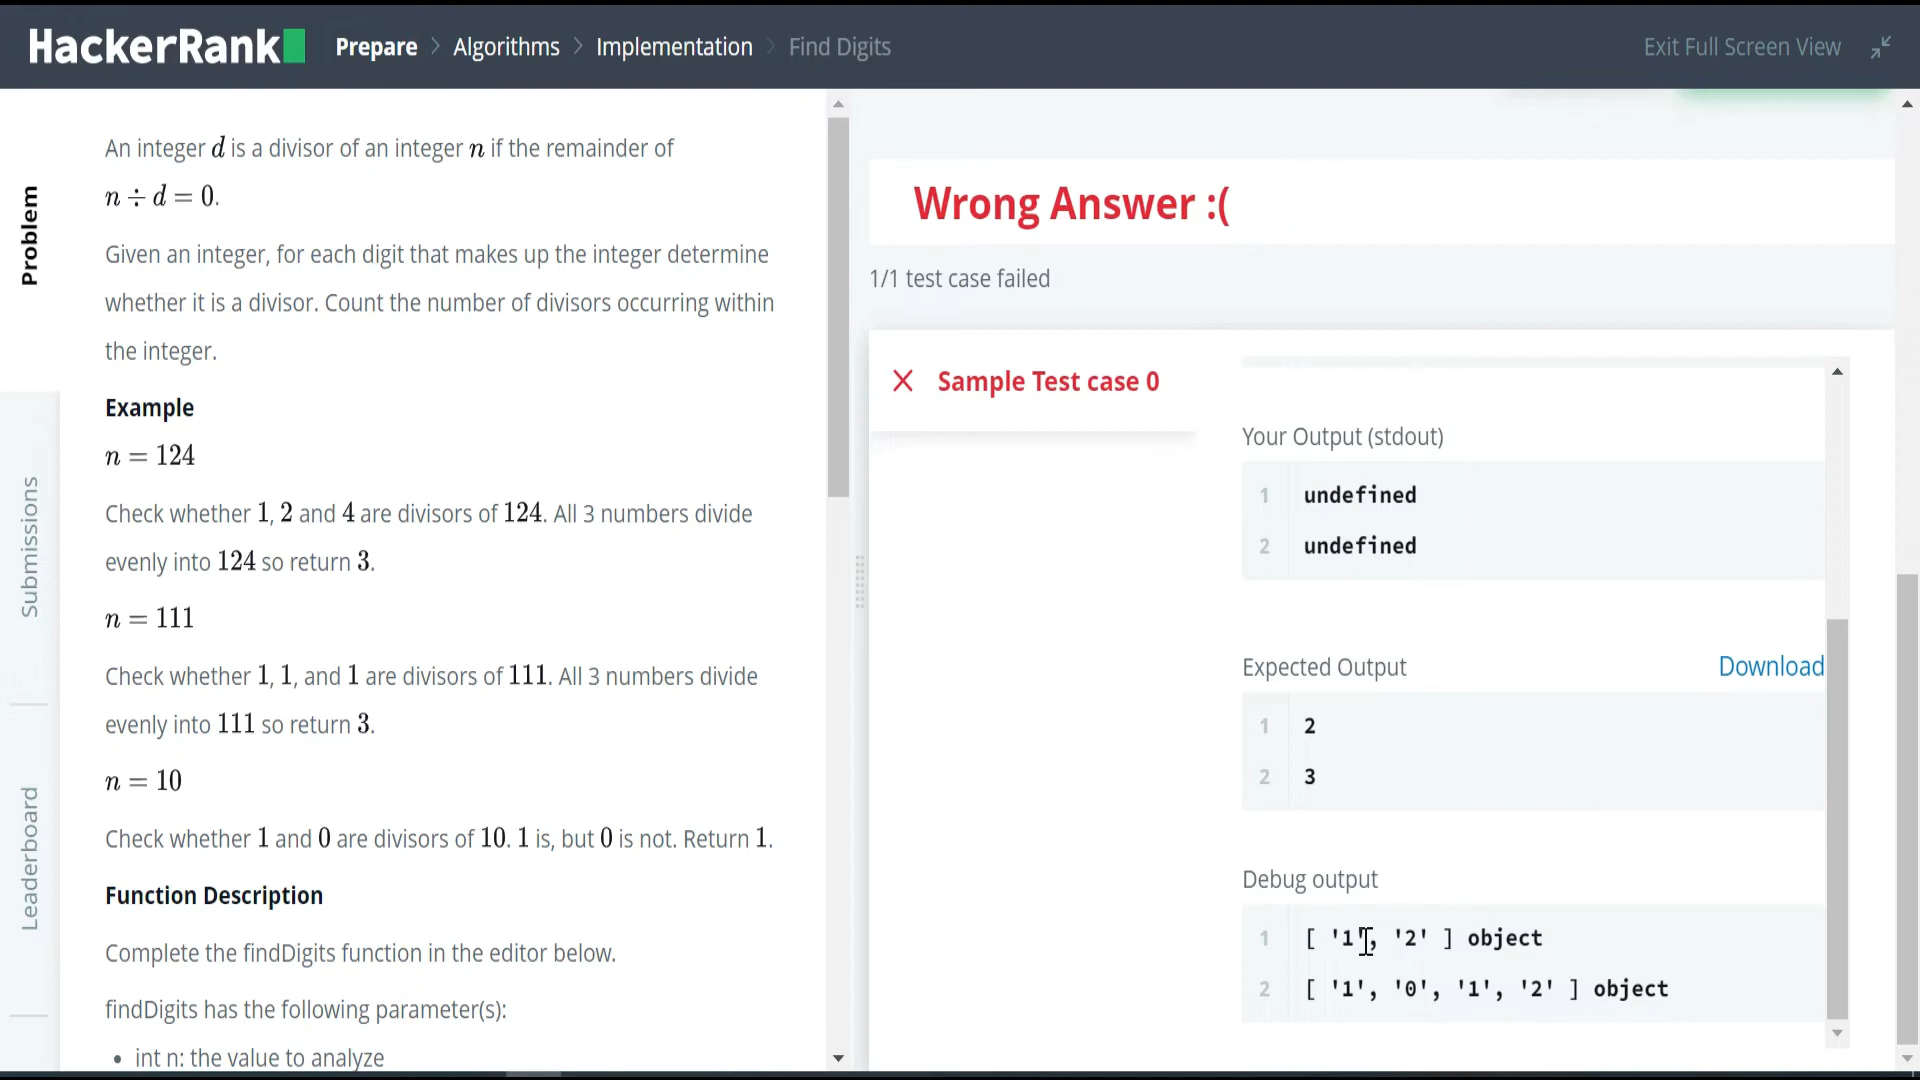 HackerRank Prepare > Algorithms > Implementation > Find Digits Exit Full Screen View
Problem
Submissions
Leaderboard
An integer d is a divisor of an integer n if the remainder of
n ÷ d = 0.
Given an integer, for each digit that makes up the integer determine
whether it is a divisor. Count the number of divisors occurring within
the integer.
Example
n = 124
Check whether 1, 2 and 4 are divisors of 124. All 3 numbers divide
evenly into 124 so return 3.
n = 111
Check whether 1, 1, and 1 are divisors of 111. All 3 numbers divide
evenly into 111 so return 3.
n = 10
Check whether 1 and 0 are divisors of 10. 1 is, but 0 is not. Return 1.
Function Description
Complete the findDigits function in the editor below.
findDigits has the following parameter(s):
• int n: the value to analyze
Wrong Answer :(
1/1 test case failed
Sample Test case 0
Your Output (stdout)
1 undefined
2 undefined
Expected Output Download
1 2
2 3
Debug output
1 [ '1', '2' ] object
2 [ '1', '0', '1', '2' ] object